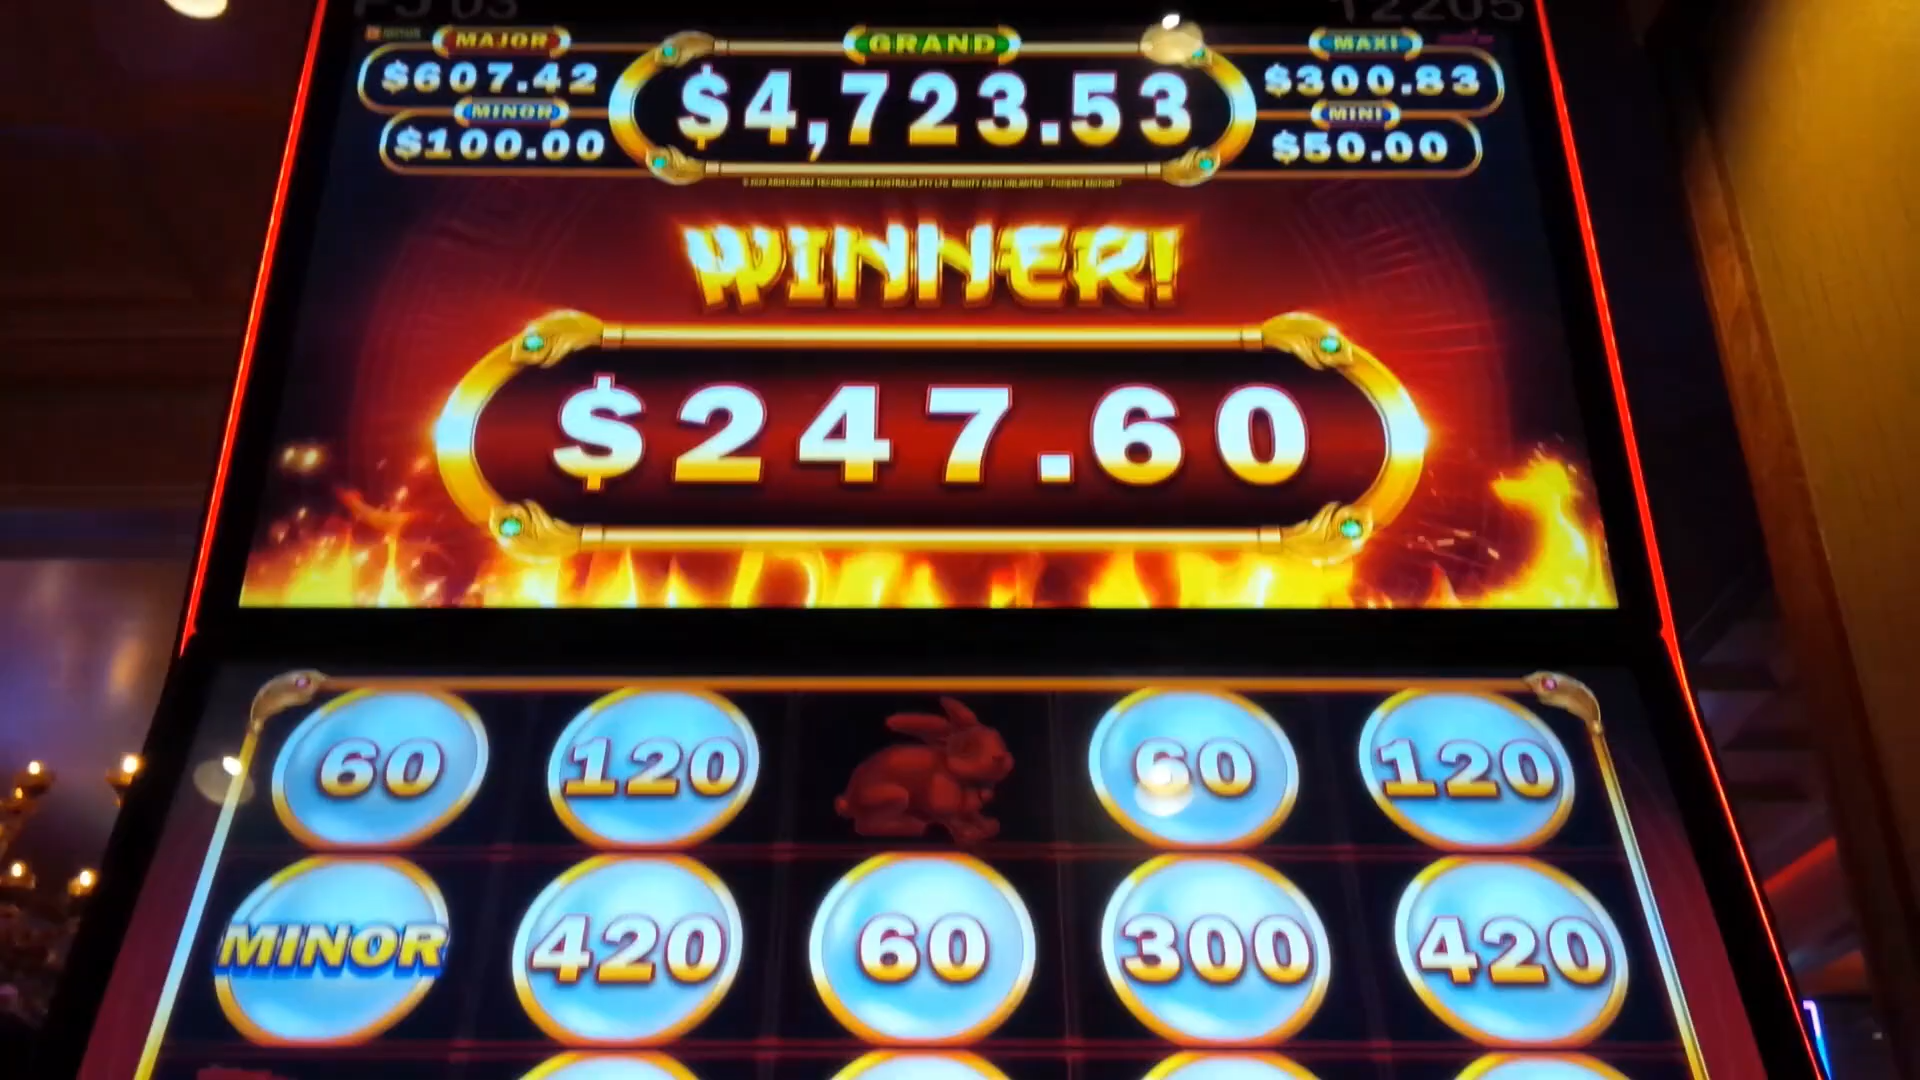 MAJOR GRAND MAXI
$607.42 $4,723.53 $300.83
MINOR MINI
$100.00 $50.00
WINNER!
$247.60
60 120 60 120
MINOR 420 60 300 420